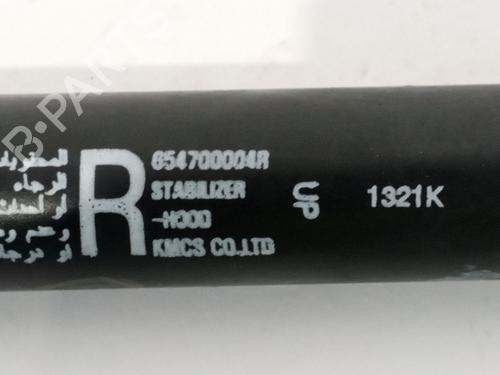 R
654700004R
STABILIZER
-HOOD
KMCS CO.LTD
UP
1321K
B-PARTS